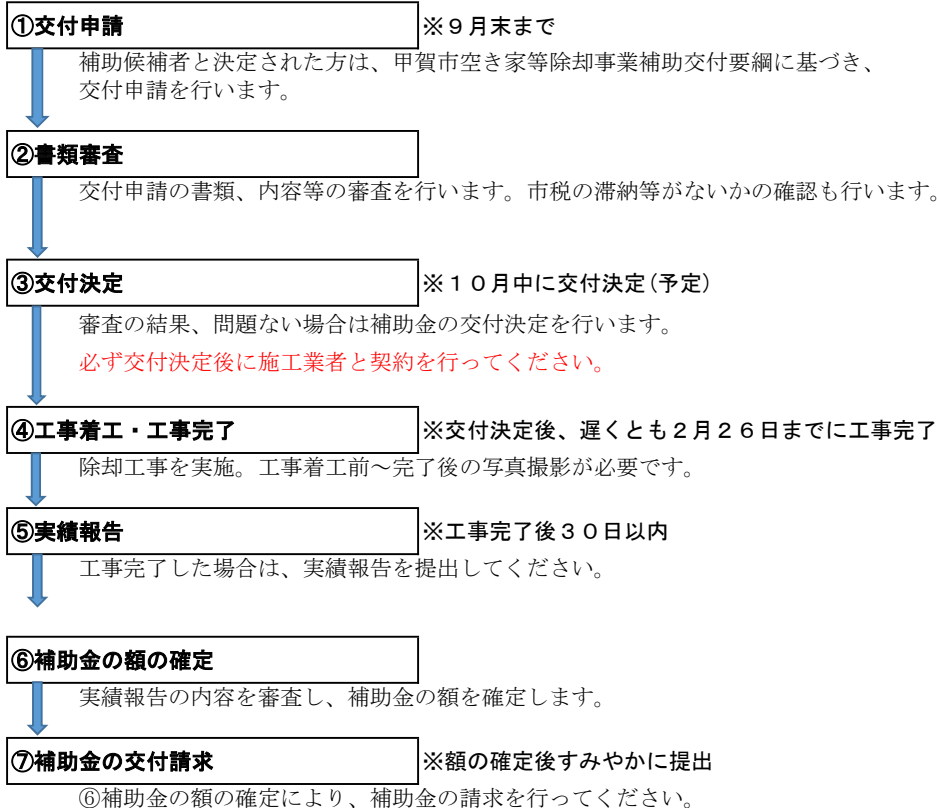 ①交付申請 ※９月末まで
補助候補者と決定された方は、甲賀市空き家等除却事業補助交付要綱に基づき、
交付申請を行います。
②書類審査
交付申請の書類、内容等の審査を行います。市税の滞納等がないかの確認も行います。
③交付決定 ※１０月中に交付決定(予定)
審査の結果、問題ない場合は補助金の交付決定を行います。
必ず交付決定後に施工業者と契約を行ってください。
④工事着工・工事完了 ※交付決定後、遅くとも２月２６日までに工事完了
除却工事を実施。工事着工前～完了後の写真撮影が必要です。
⑤実績報告 ※工事完了後３０日以内
工事完了した場合は、実績報告を提出してください。
⑥補助金の額の確定
実績報告の内容を審査し、補助金の額を確定します。
⑦補助金の交付請求 ※額の確定後すみやかに提出
⑥補助金の額の確定により、補助金の請求を行ってください。